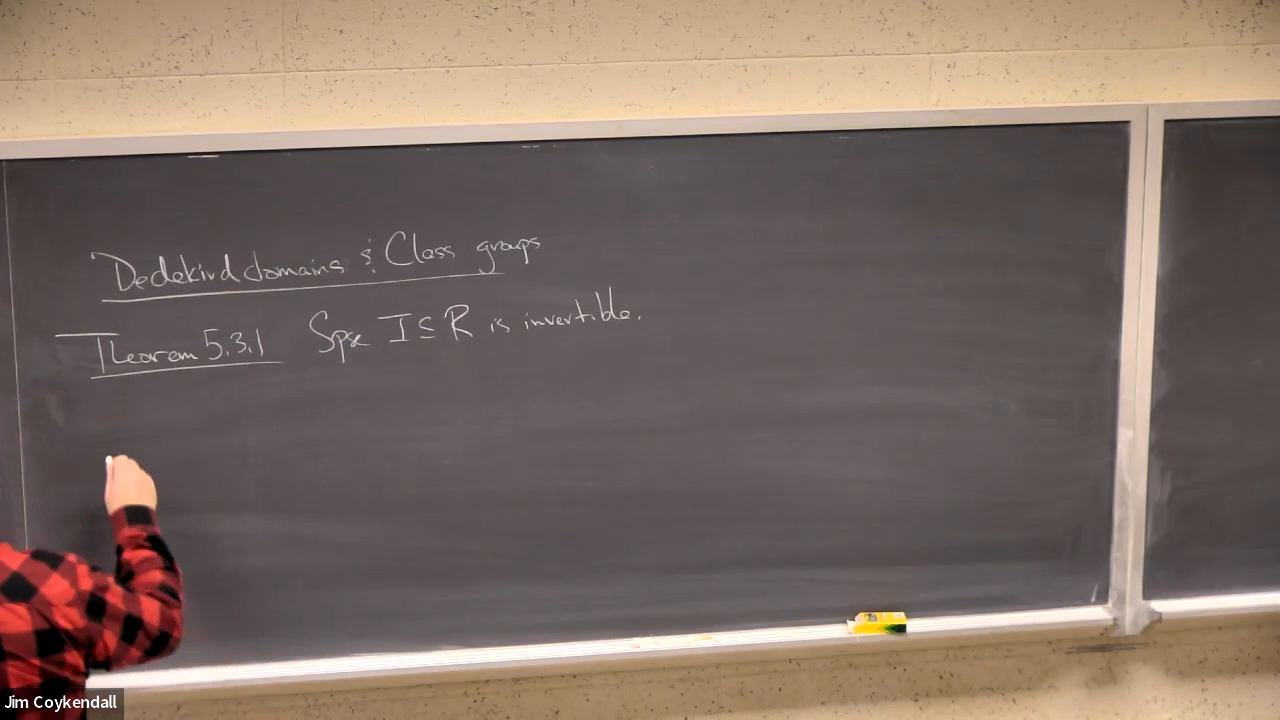 Dedekind domains & Class groups
Theorem 5.3.1 Spse I ⊆ R is invertible.
Jim Coykendall